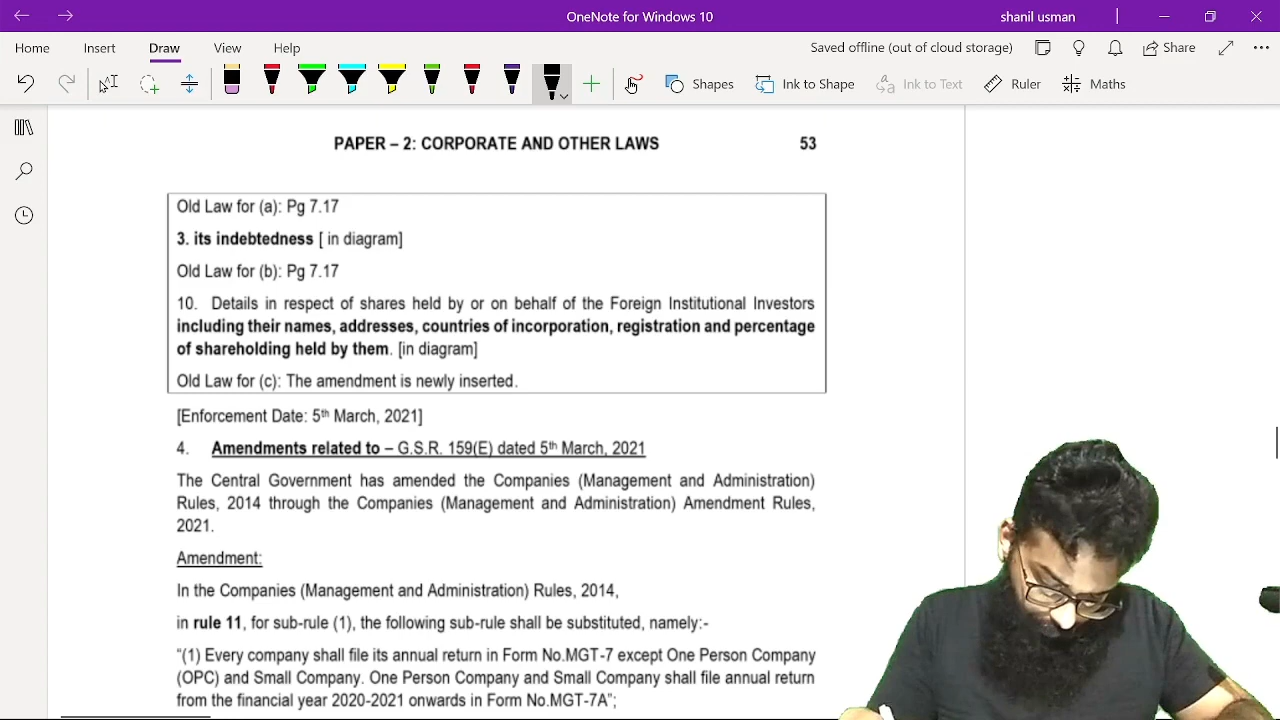 OneNote for Windows 10
shanil usman
Home
Insert
Draw
View
Help
Saved offline (out of cloud storage)
Share
Shapes
Ink to Shape
Ink to Text
Ruler
Maths
PAPER – 2: CORPORATE AND OTHER LAWS 53
Old Law for (a): Pg 7.17
3. its indebtedness [ in diagram]
Old Law for (b): Pg 7.17
10. Details in respect of shares held by or on behalf of the Foreign Institutional Investors
including their names, addresses, countries of incorporation, registration and percentage
of shareholding held by them. [in diagram]
Old Law for (c): The amendment is newly inserted.
[Enforcement Date: 5th March, 2021]
4. Amendments related to – G.S.R. 159(E) dated 5th March, 2021
The Central Government has amended the Companies (Management and Administration)
Rules, 2014 through the Companies (Management and Administration) Amendment Rules,
2021.
Amendment:
In the Companies (Management and Administration) Rules, 2014,
in rule 11, for sub-rule (1), the following sub-rule shall be substituted, namely:-
“(1) Every company shall file its annual return in Form No.MGT-7 except One Person Company
(OPC) and Small Company. One Person Company and Small Company shall file annual return
from the financial year 2020-2021 onwards in Form No.MGT-7A”;